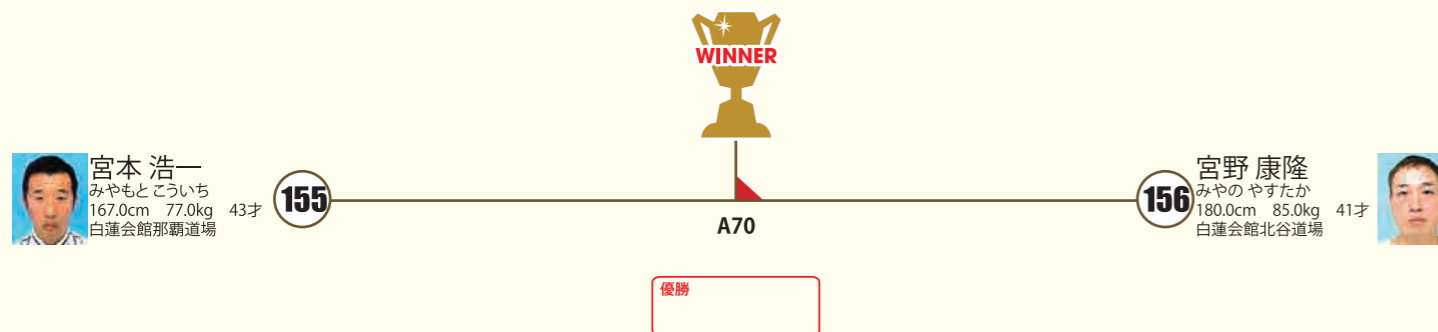 WINNER
宮本 浩一
みやもと こういち
167.0cm 77.0kg 43才
白蓮会館那覇道場
155
A70
156
宮野 康隆
みやの やすたか
180.0cm 85.0kg 41才
白蓮会館北谷道場
優勝